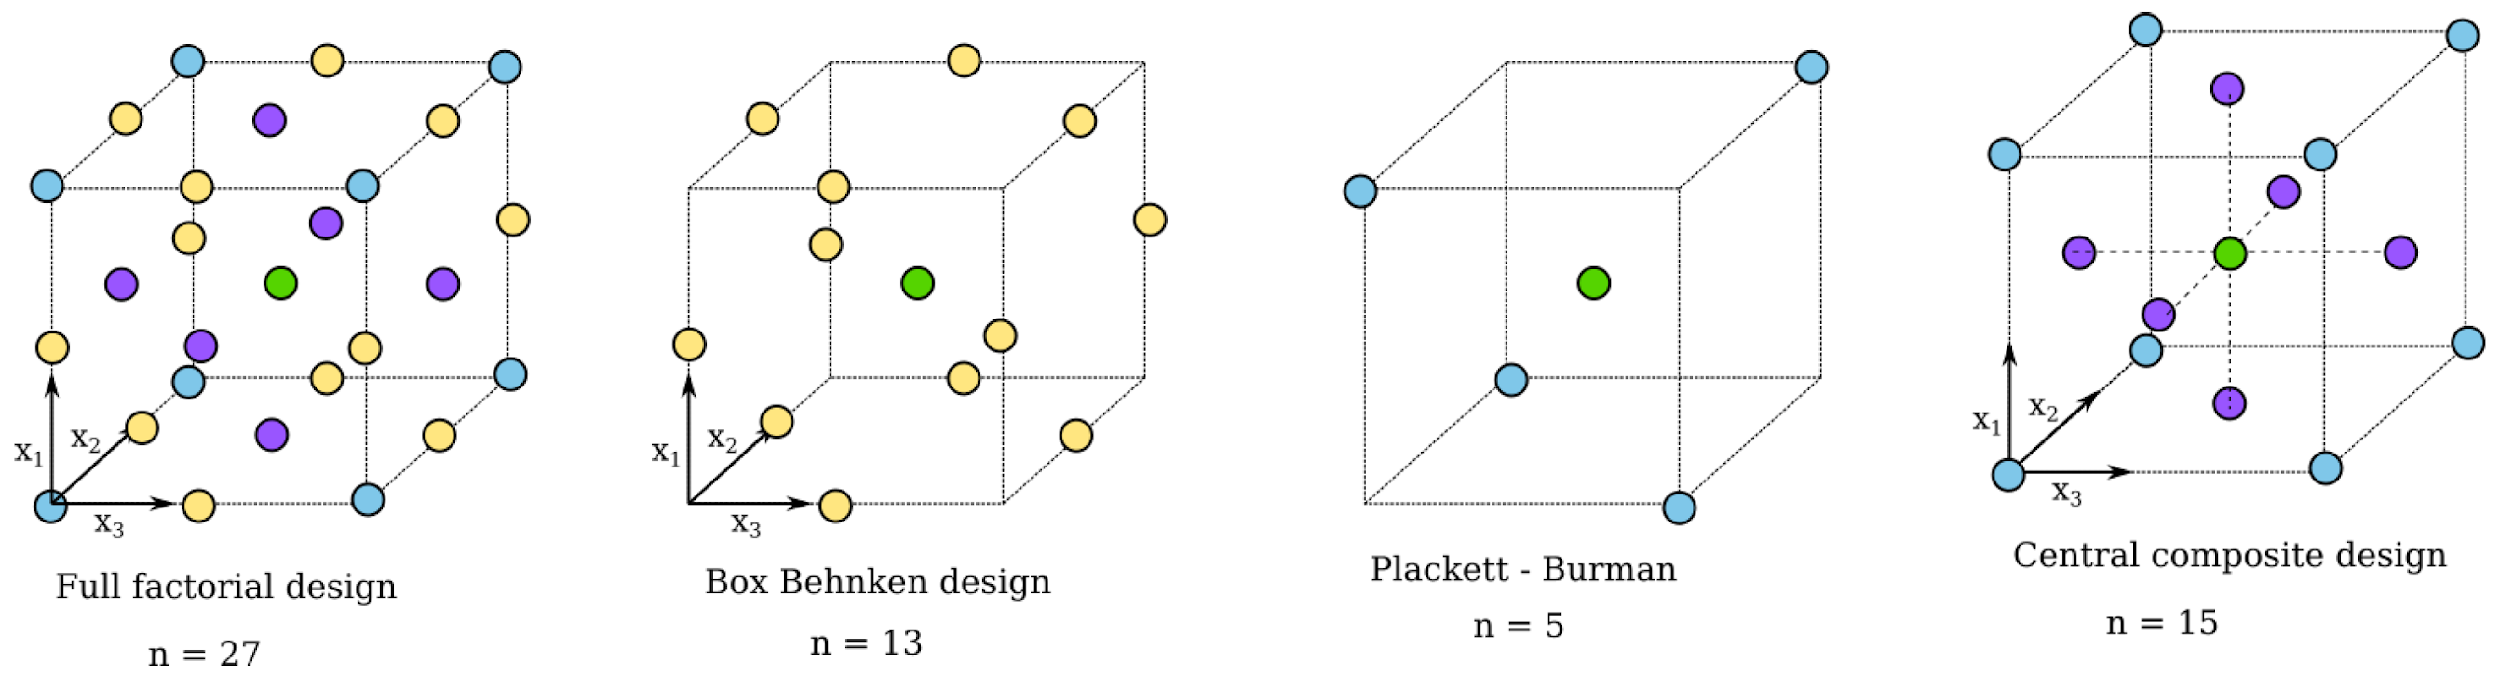 x₁
x₂
x₃
Full factorial design
n = 27
x₁
x₂
x₃
Box Behnken design
n = 13
Plackett - Burman
n = 5
x₁
x₂
x₃
Central composite design
n = 15